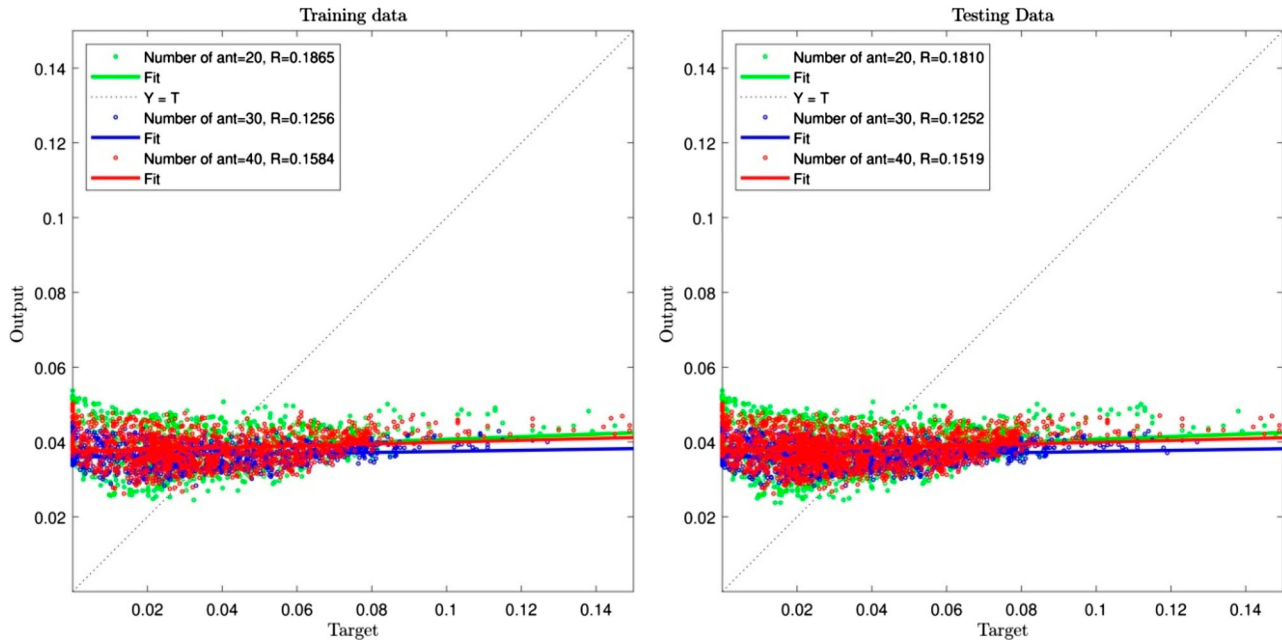 Training data
Number of ant=20, R=0.1865
Fit
Y = T
Number of ant=30, R=0.1256
Fit
Number of ant=40, R=0.1584
Fit
0.14
0.12
0.1
0.08
0.06
0.04
0.02
Output
0.02 0.04 0.06 0.08 0.1 0.12 0.14
Target
Testing Data
Number of ant=20, R=0.1810
Fit
Y = T
Number of ant=30, R=0.1252
Fit
Number of ant=40, R=0.1519
Fit
0.14
0.12
0.1
0.08
0.06
0.04
0.02
Output
0.02 0.04 0.06 0.08 0.1 0.12 0.14
Target